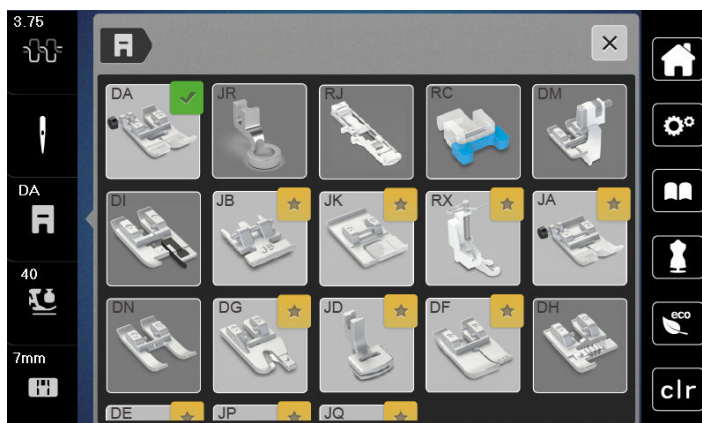 3.75
DA
40
7mm
DA
JR
RJ
RC
DM
DI
JB
JK
RX
JA
DN
DG
JD
DF
DH
DE
JP
JQ
eco
clr